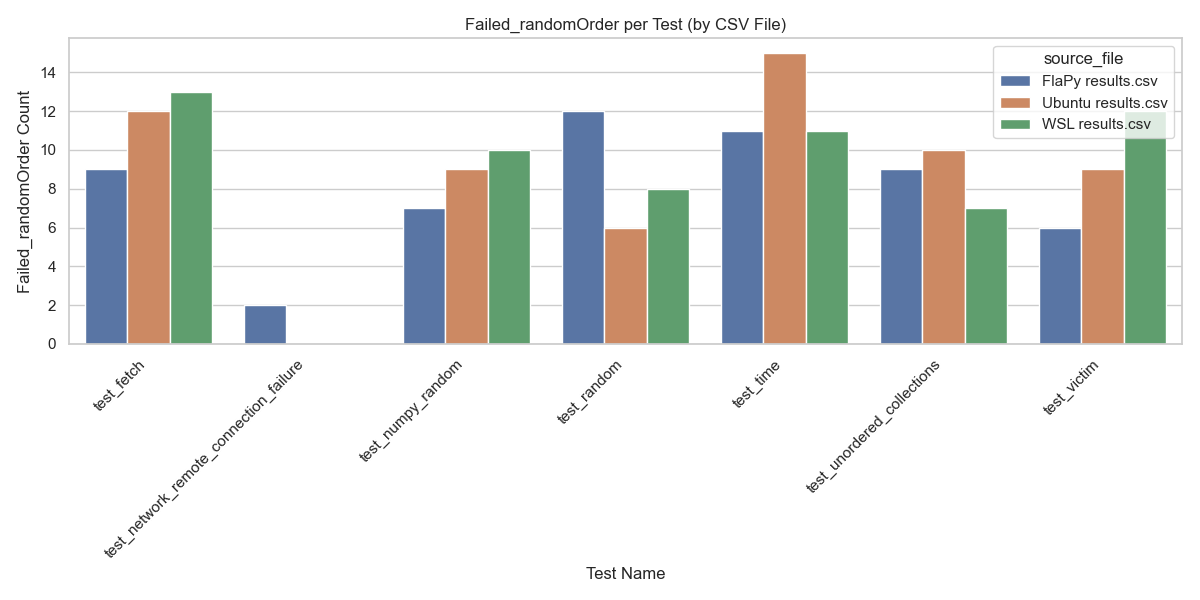 Failed_randomOrder per Test (by CSV File)
Failed_randomOrder Count
14
12
10
8
6
4
2
0
source_file
FlaPy results.csv
Ubuntu results.csv
WSL results.csv
test_fetch
test_network_remote_connection_failure
test_numpy_random
test_random
test_time
test_unordered_collections
test_victim
Test Name